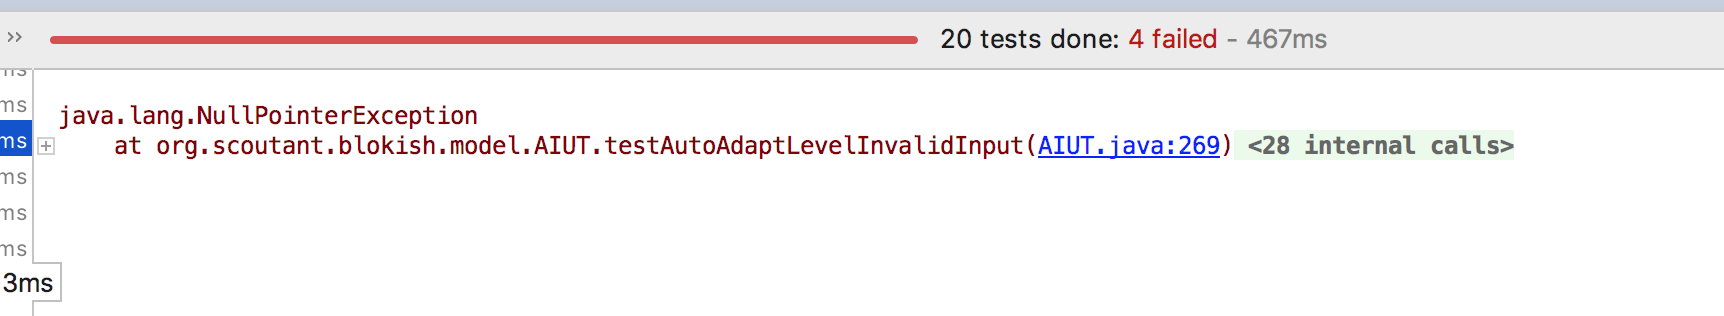 >> 20 tests done: 4 failed - 467ms
ms
ms java.lang.NullPointerException
ms at org.scoutant.blokish.model.AIUT.testAutoAdaptLevelInvalidInput(AIUT.java:269) <28 internal calls>
ms
ms
ms
3ms